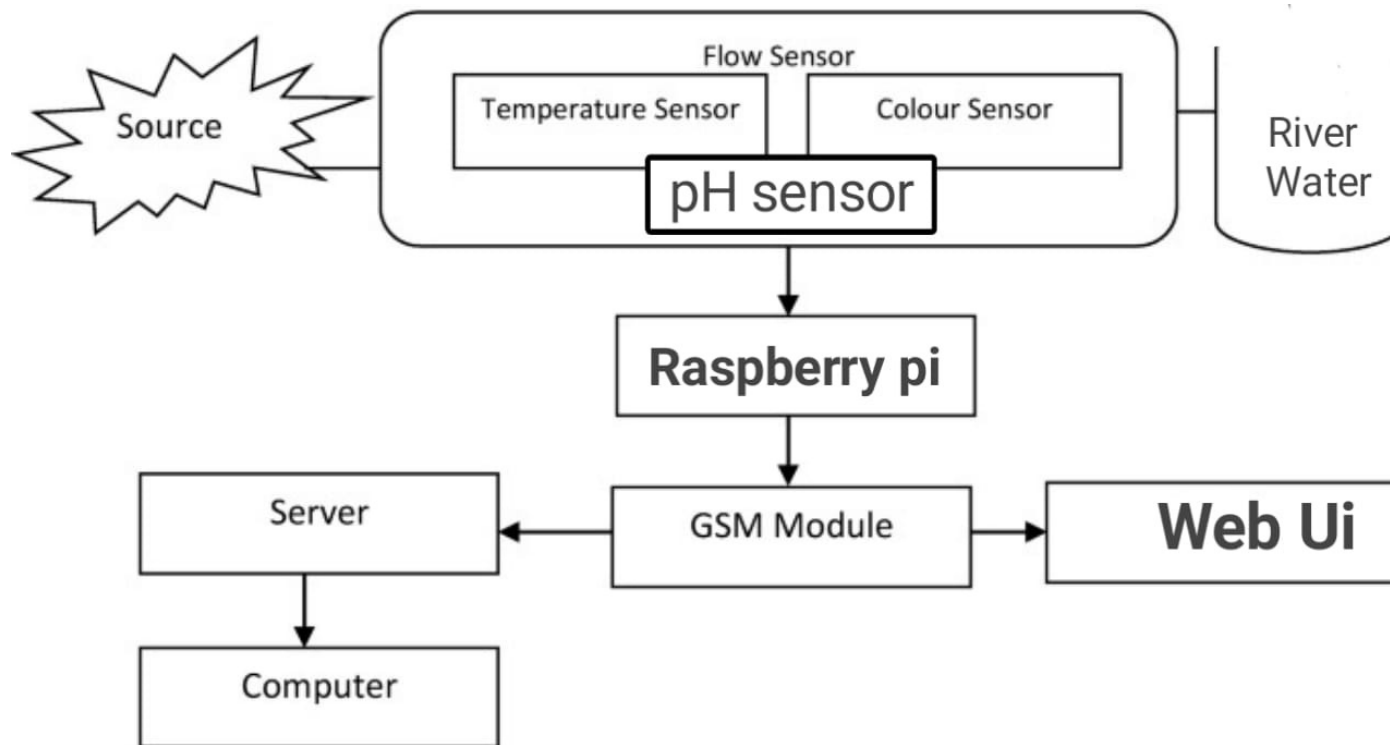 Flow Sensor
Source
Temperature Sensor
Colour Sensor
River
Water
pH sensor
Raspberry pi
Server
GSM Module
Web Ui
Computer